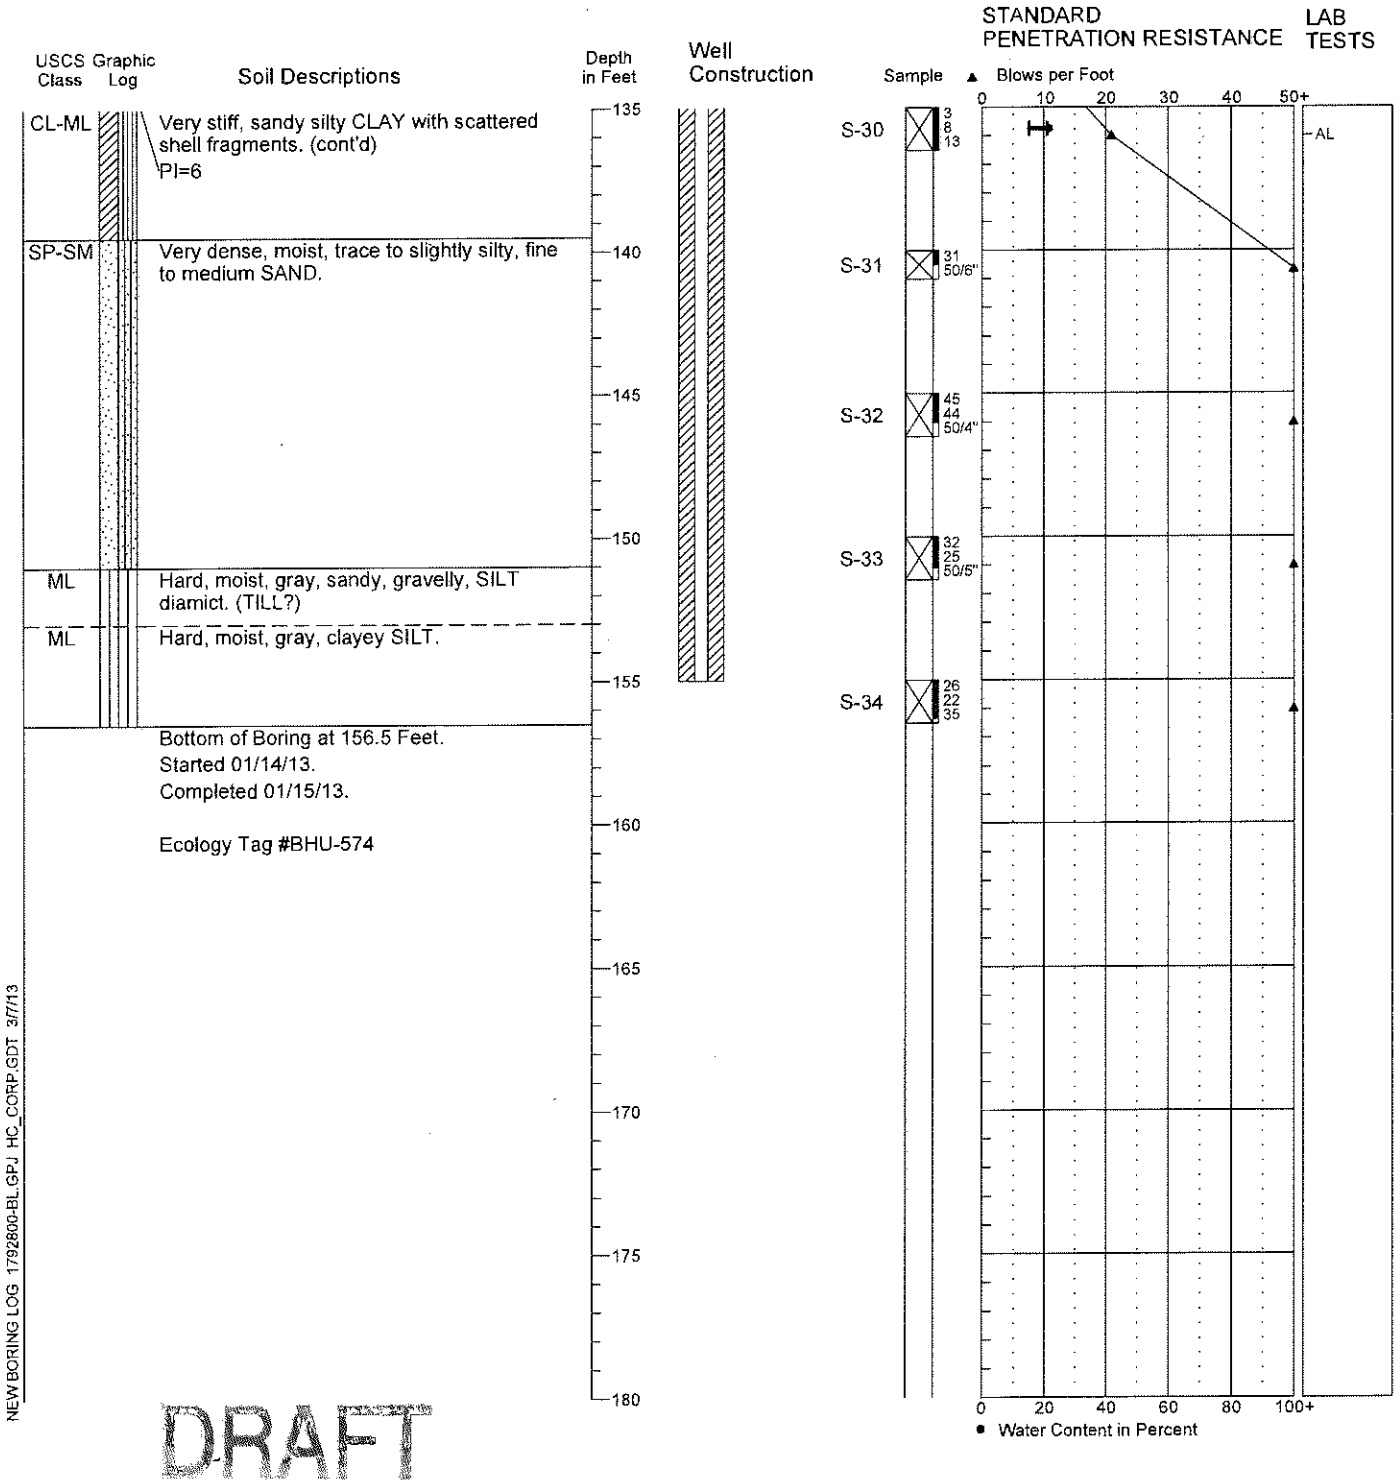 STANDARD
PENETRATION RESISTANCE
LAB
TESTS
USCS Graphic
Class Log
Soil Descriptions
Depth
in Feet
Well
Construction
Sample
▲ Blows per Foot
0 10 20 30 40 50+
CL-ML
Very stiff, sandy silty CLAY with scattered
shell fragments. (cont'd)
PI=6
135
S-30
3
8
13
AL
SP-SM
Very dense, moist, trace to slightly silty, fine
to medium SAND.
140
S-31
31
50/6"
145
S-32
45
44
50/4"
150
S-33
32
25
50/5"
ML
Hard, moist, gray, sandy, gravelly, SILT
diamict. (TILL?)
ML
Hard, moist, gray, clayey SILT.
155
S-34
26
22
35
Bottom of Boring at 156.5 Feet.
Started 01/14/13.
Completed 01/15/13.
160
Ecology Tag #BHU-574
165
170
175
180
0 20 40 60 80 100+
● Water Content in Percent
NEW BORING LOG 1792800-BL.GPJ HC_CORP.GDT 3/7/13
DRAFT